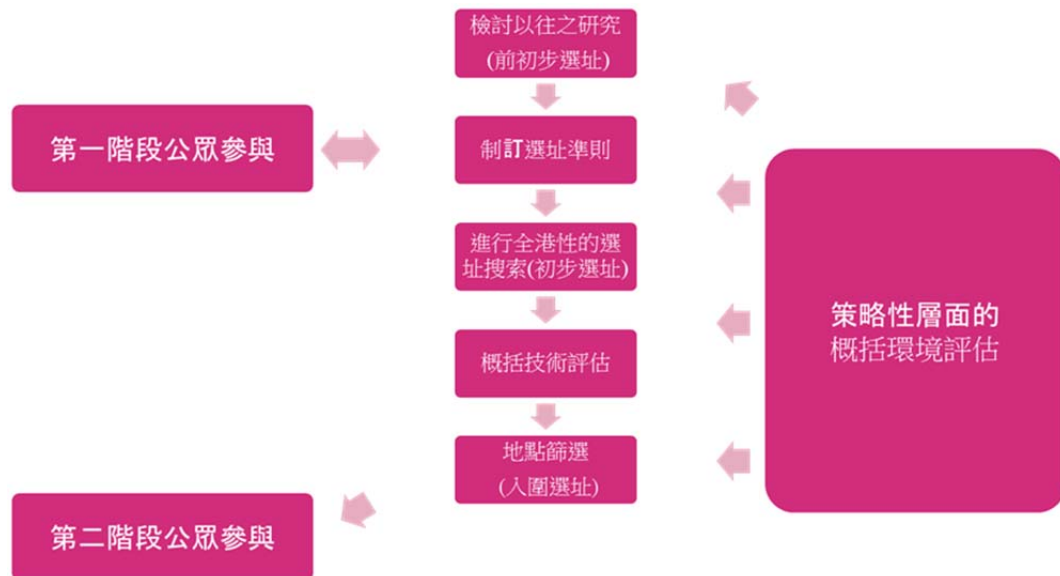 檢討以往之研究
(前初步選址)
第一階段公眾參與
制訂選址準則
進行全港性的選
址搜索(初步選址)
策略性層面的
概括環境評估
概括技術評估
地點篩選
(入圍選址)
第二階段公眾參與